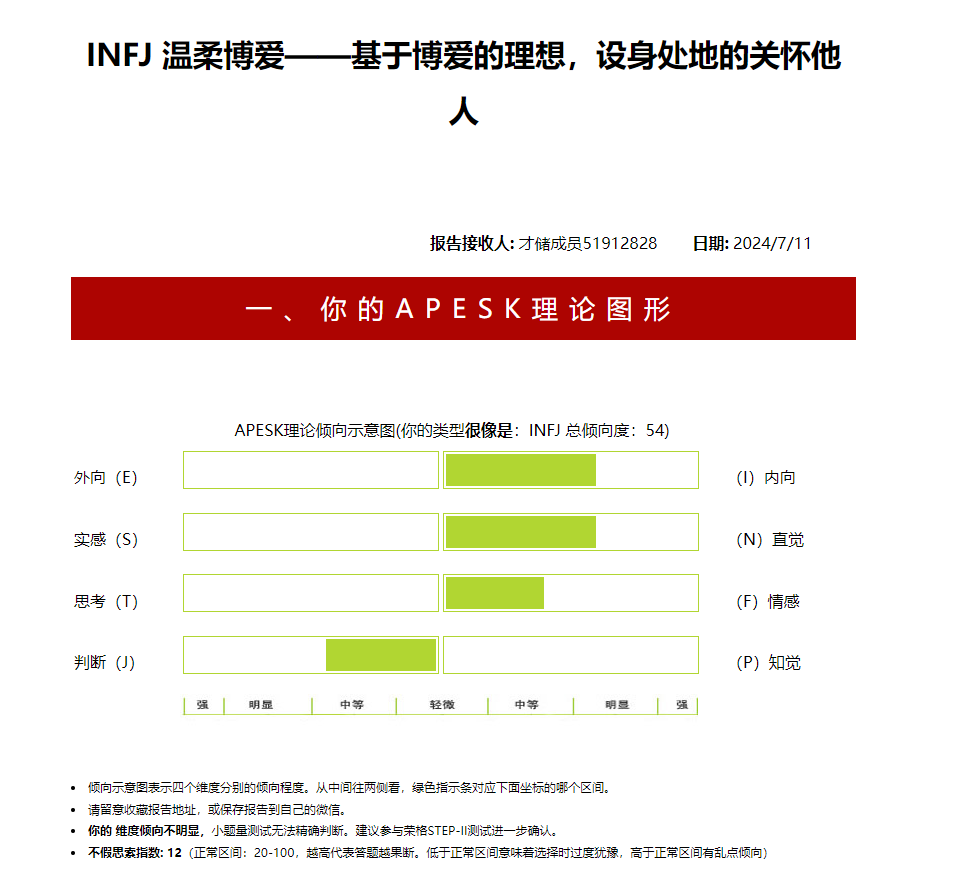 INFJ 温柔博爱——基于博爱的理想，设身处地的关怀他
人
报告接收人: 才储成员51912828 日期: 2024/7/11
一、你的APESK理论图形
APESK理论倾向示意图(你的类型很像是：INFJ 总倾向度：54)
外向（E） （I）内向
实感（S） （N）直觉
思考（T） （F）情感
判断（J） （P）知觉
强 明显 中等 轻微 中等 明显 强
• 倾向示意图表示四个维度分别的倾向程度。从中间往两侧看，绿色指示条对应下面坐标的哪个区间。
• 请留意收藏报告地址，或保存报告到自己的微信。
• 你的 维度倾向不明显，小题量测试无法精确判断。建议参与荣格STEP-II测试进一步确认。
• 不假思索指数: 12（正常区间：20-100，越高代表答题越果断。低于正常区间意味着选择时过度犹豫，高于正常区间有乱点倾向）